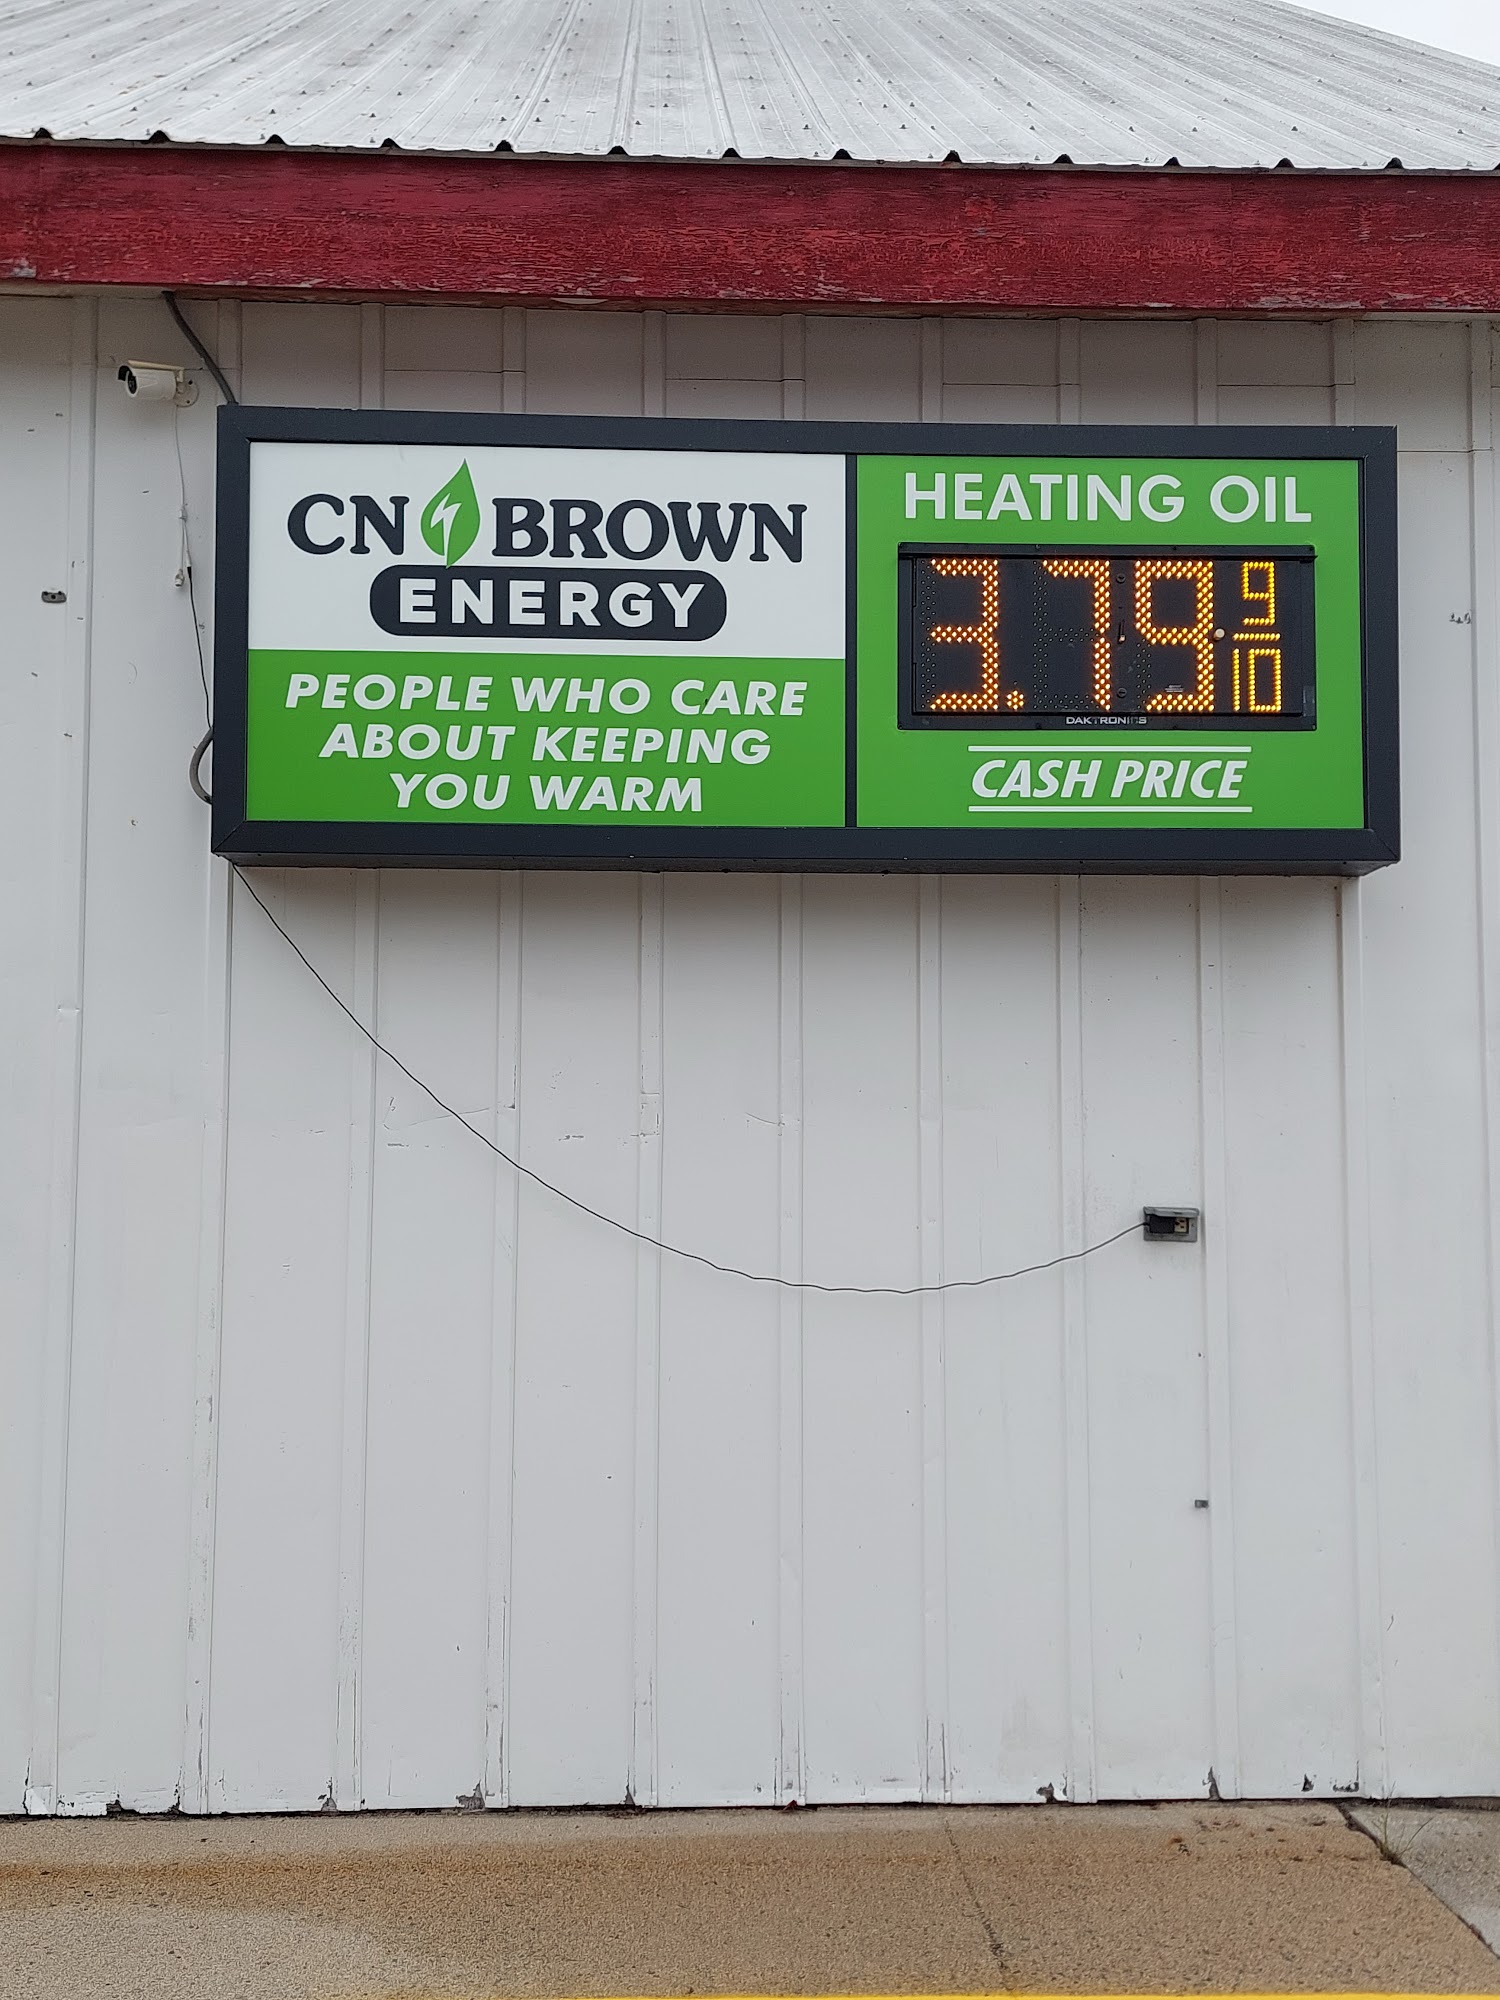 CN BROWN
ENERGY
PEOPLE WHO CARE
ABOUT KEEPING
YOU WARM
HEATING OIL
3.79 9/10
DAKTRONICS
CASH PRICE